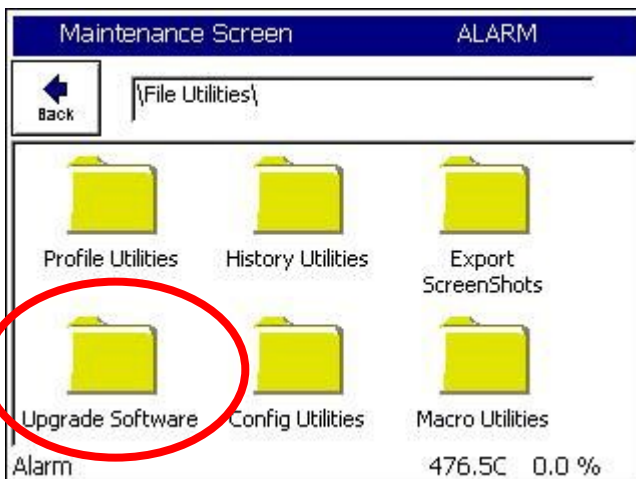 Maintenance Screen ALARM
Back
\File Utilities\
Profile Utilities History Utilities Export
ScreenShots
Upgrade Software Config Utilities Macro Utilities
Alarm 476.5C 0.0 %